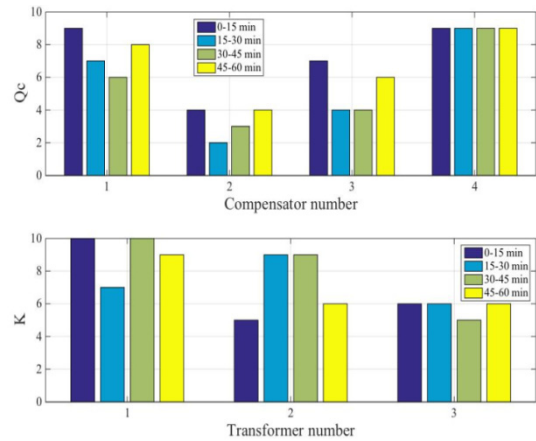 10
8
6
4
2
0
Qc
0-15 min
15-30 min
30-45 min
45-60 min
1 2 3 4
Compensator number
10
8
6
4
2
0
K
0-15 min
15-30 min
30-45 min
45-60 min
1 2 3
Transformer number